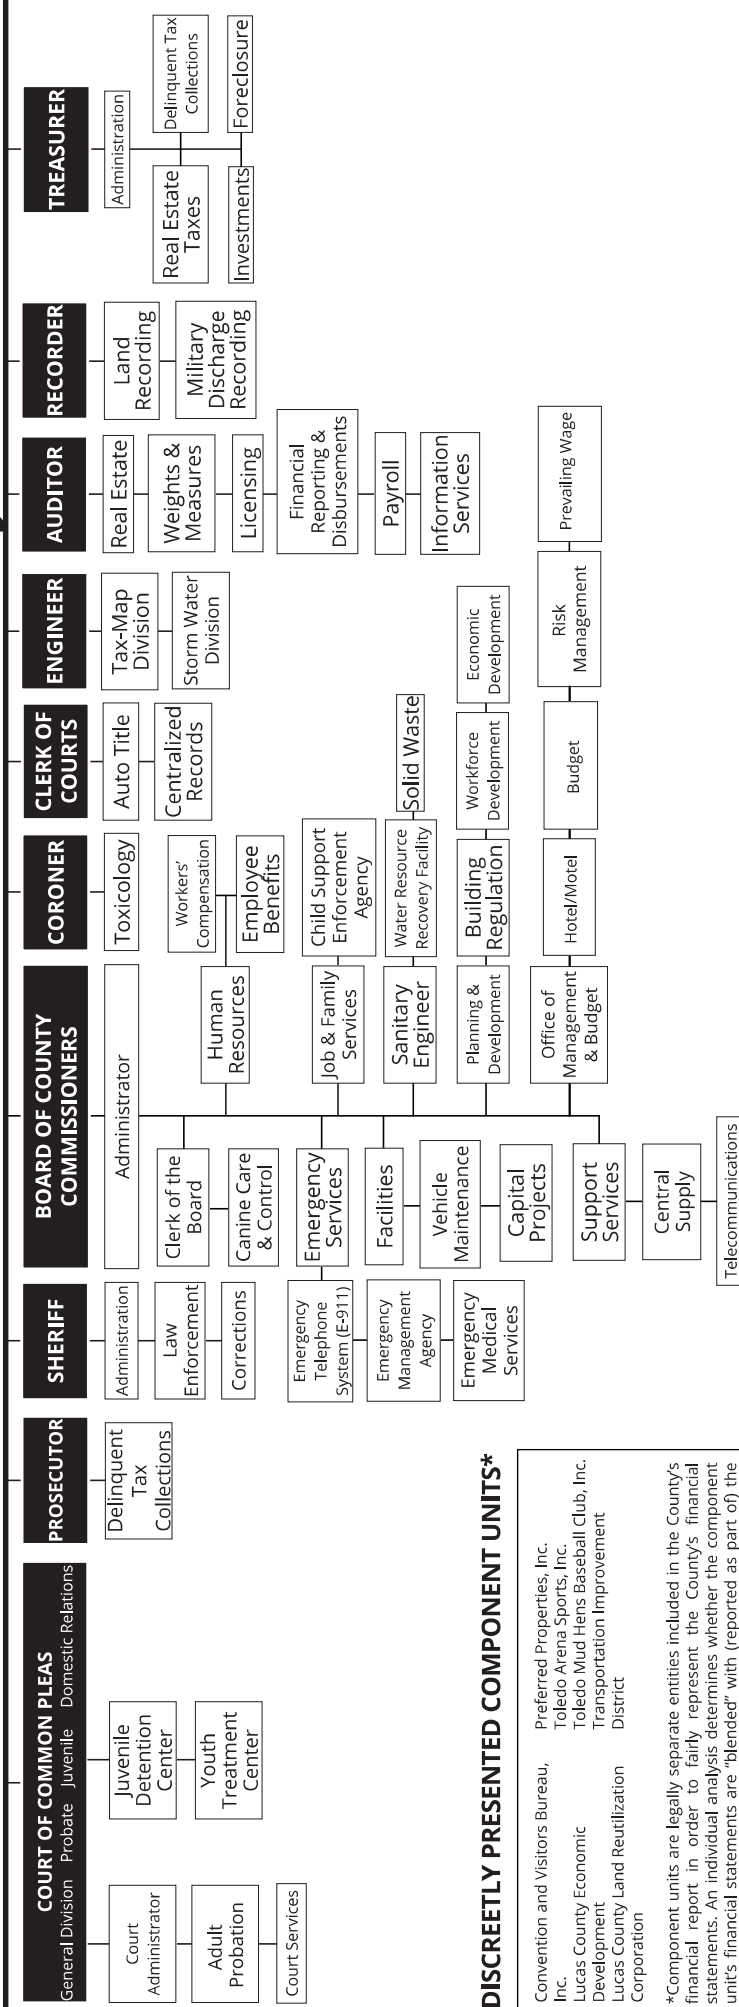 COURT OF COMMON PLEAS
General Division Probate Juvenile Domestic Relations
Court
Administrator
Adult
Probation
Court Services
Juvenile
Detention
Center
Youth
Treatment
Center
PROSECUTOR
Delinquent
Tax
Collections
SHERIFF
Administration
Law
Enforcement
Corrections
BOARD OF COUNTY
COMMISSIONERS
Administrator
Clerk of the
Board
Canine Care
& Control
Emergency
Services
Emergency
Telephone
System (E-911)
Emergency
Management
Agency
Emergency
Medical
Services
Facilities
Vehicle
Maintenance
Capital
Projects
Support
Services
Central
Supply
Telecommunications
Human
Resources
Workers'
Compensation
Employee
Benefits
Job & Family
Services
Child Support
Enforcement
Agency
Sanitary
Engineer
Water Resource
Recovery Facility
Solid Waste
Planning &
Development
Building
Regulation
Workforce
Development
Economic
Development
Office of
Management
& Budget
Hotel/Motel
Budget
Risk
Management
Prevailing Wage
CORONER
Toxicology
CLERK OF
COURTS
Auto Title
Centralized
Records
ENGINEER
Tax-Map
Division
Storm Water
Division
AUDITOR
Real Estate
Weights &
Measures
Licensing
Financial
Reporting &
Disbursements
Payroll
Information
Services
RECORDER
Land
Recording
Military
Discharge
Recording
TREASURER
Administration
Real Estate
Taxes
Delinquent Tax
Collections
Investments
Foreclosure
DISCREETLY PRESENTED COMPONENT UNITS*
Convention and Visitors Bureau,
Inc.
Lucas County Economic
Development
Lucas County Land Reutilization
Corporation
Preferred Properties, Inc.
Toledo Arena Sports, Inc.
Toledo Mud Hens Baseball Club, Inc.
Transportation Improvement
District
*Component units are legally separate entities included in the County's
financial report in order to fairly represent the County's financial
statements. An individual analysis determines whether the component
unit's financial statements are "blended" with (reported as part of) the